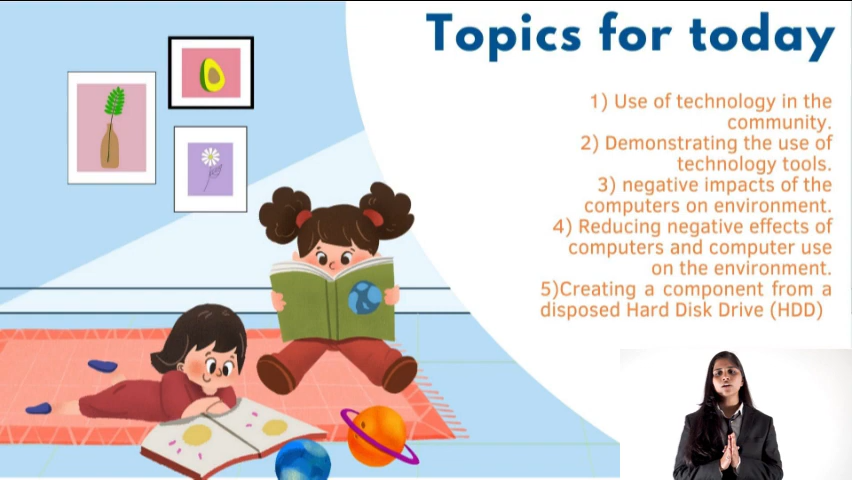 Topics for today
1) Use of technology in the
community.
2) Demonstrating the use of
technology tools.
3) negative impacts of the
computers on environment.
4) Reducing negative effects of
computers and computer use
on the environment.
5)Creating a component from a
disposed Hard Disk Drive (HDD)